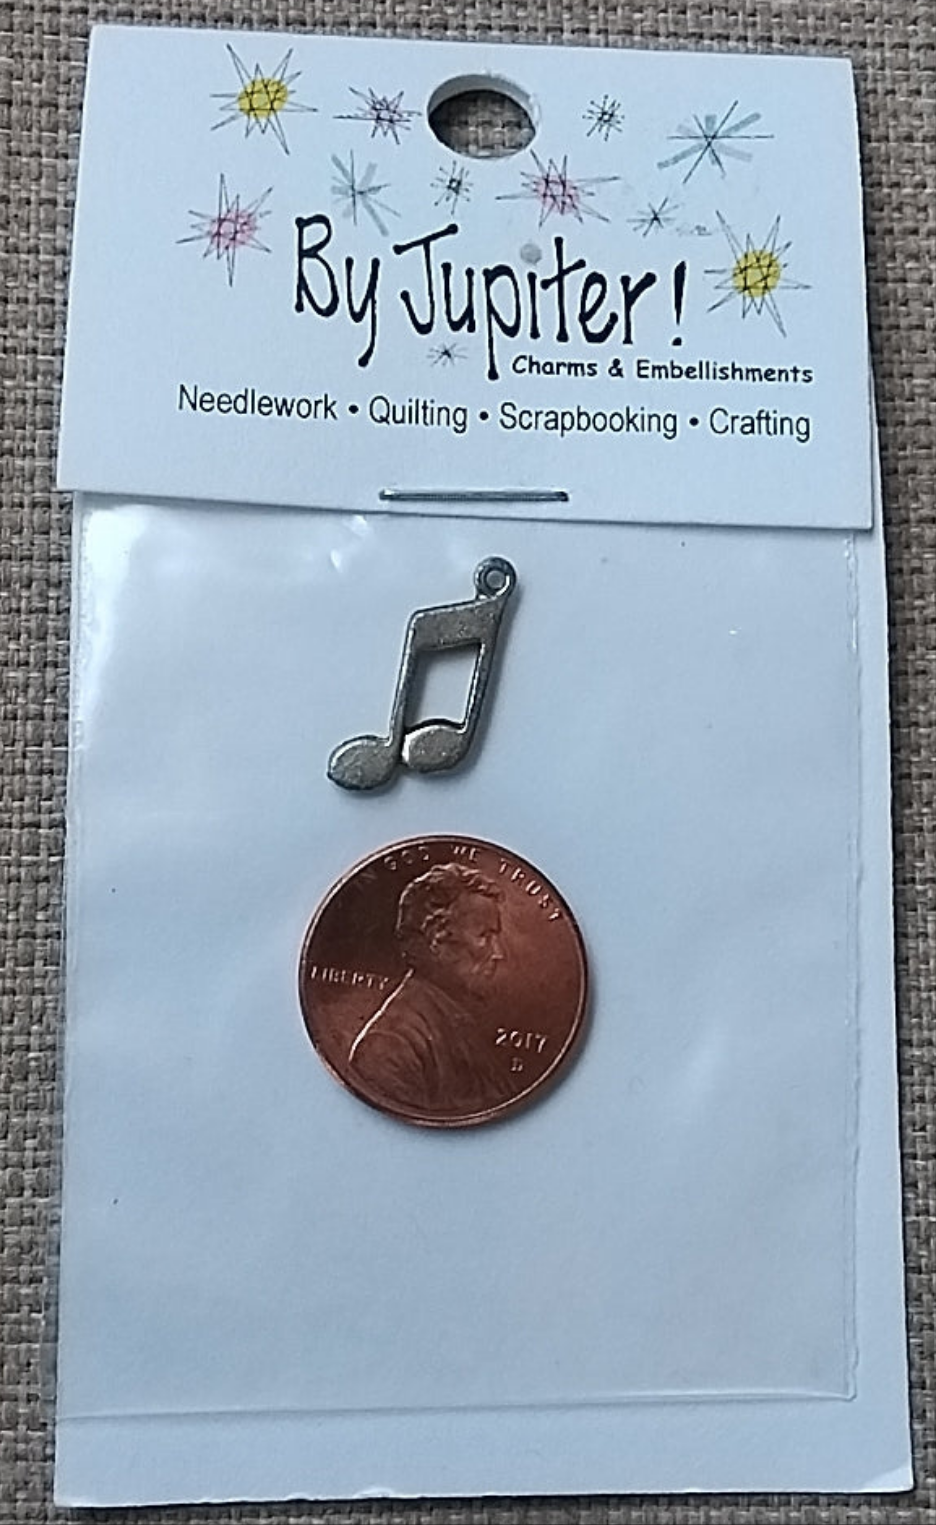 By Jupiter!
Charms & Embellishments
Needlework • Quilting • Scrapbooking • Crafting
IN GOD WE TRUST
LIBERTY
2017
D